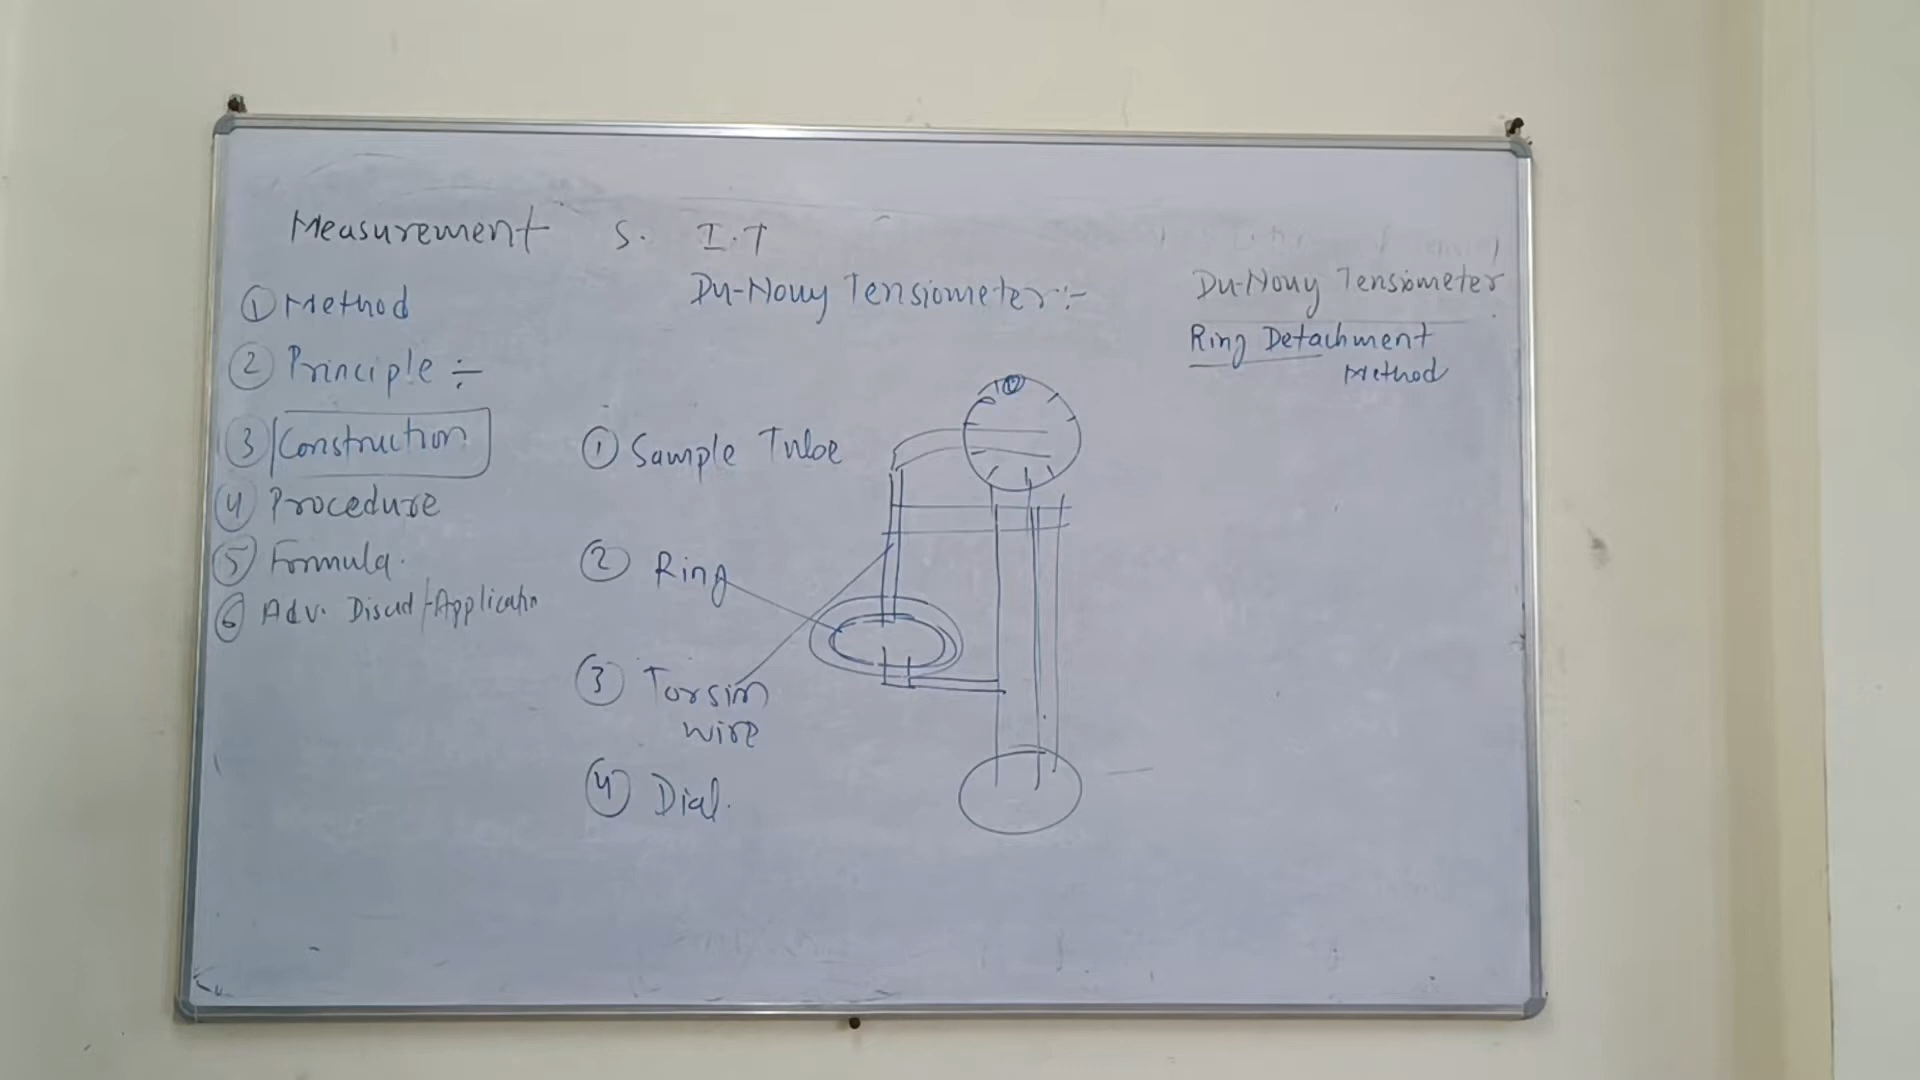 Measurement S. I.T
① Method
② Principle ÷
③ Construction
④ Procedure
⑤ Formula.
⑥ Adv. Disad/-Applicatn
Du-Nouy Tensiometer:-
① Sample Tube
② Ring
③ Torsin
wire
④ Dial.
Du-Nouy Tensiometer
Ring Detachment
Method